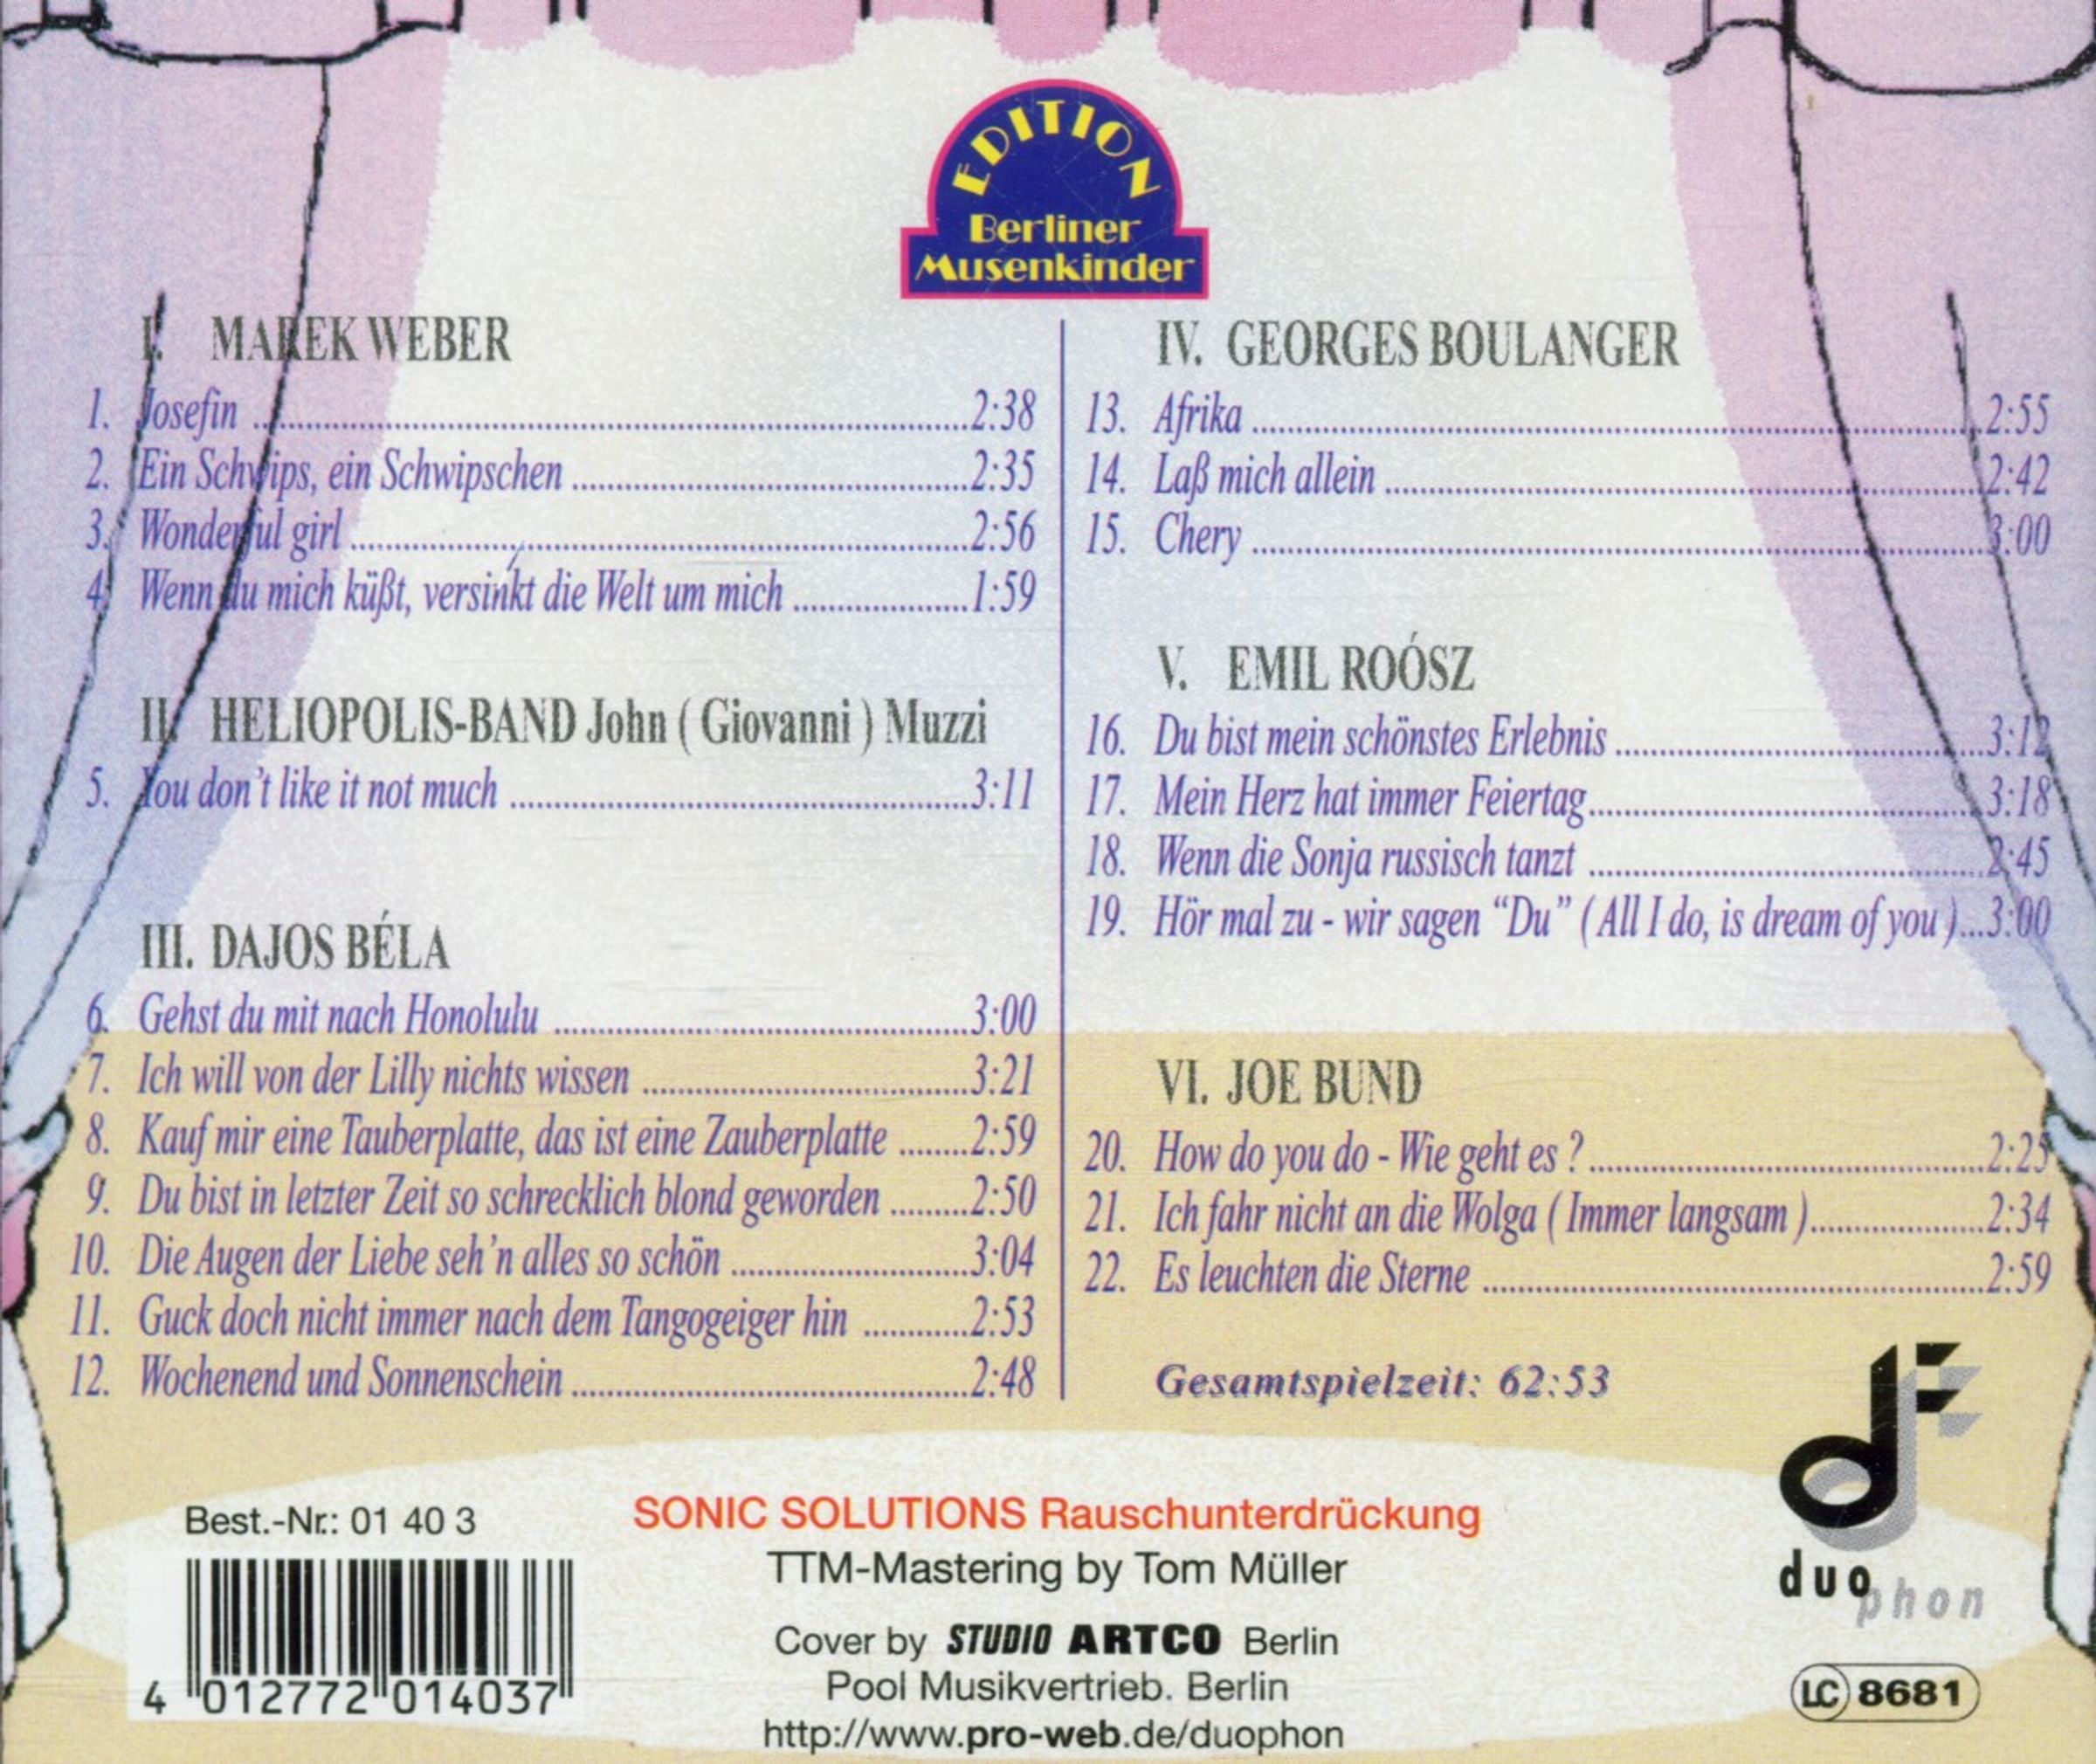 EDITION
Berliner
Musenkinder
I. MAREK WEBER
1. Josefin ... 2:38
2. Ein Schwips, ein Schwipschen ... 2:35
3. Wonderful girl ... 2:56
4. Wenn du mich küßt, versinkt die Welt um mich ... 1:59
II. HELIOPOLIS-BAND John ( Giovanni ) Muzzi
5. You don't like it not much ... 3:11
III. DAJOS BÉLA
6. Gehst du mit nach Honolulu ... 3:00
7. Ich will von der Lilly nichts wissen ... 3:21
8. Kauf mir eine Tauberplatte, das ist eine Zauberplatte ... 2:59
9. Du bist in letzter Zeit so schrecklich blond geworden ... 2:50
10. Die Augen der Liebe seh'n alles so schön ... 3:04
11. Guck doch nicht immer nach dem Tangogeiger hin ... 2:53
12. Wochenend und Sonnenschein ... 2:48
IV. GEORGES BOULANGER
13. Afrika ... 2:55
14. Laß mich allein ... 2:42
15. Chery ... 3:00
V. EMIL ROÓSZ
16. Du bist mein schönstes Erlebnis ... 3:12
17. Mein Herz hat immer Feiertag ... 3:18
18. Wenn die Sonja russisch tanzt ... 2:45
19. Hör mal zu - wir sagen “Du” ( All I do, is dream of you ) ... 3:00
VI. JOE BUND
20. How do you do - Wie geht es ? ... 2:25
21. Ich fahr nicht an die Wolga ( Immer langsam ) ... 2:34
22. Es leuchten die Sterne ... 2:59
Gesamtspielzeit: 62:53
Best.-Nr.: 01 40 3
4 012772 014037
SONIC SOLUTIONS Rauschunterdrückung
TTM-Mastering by Tom Müller
Cover by STUDIO ARTCO Berlin
Pool Musikvertrieb. Berlin
http://www.pro-web.de/duophon
duo
phon
LC 8681